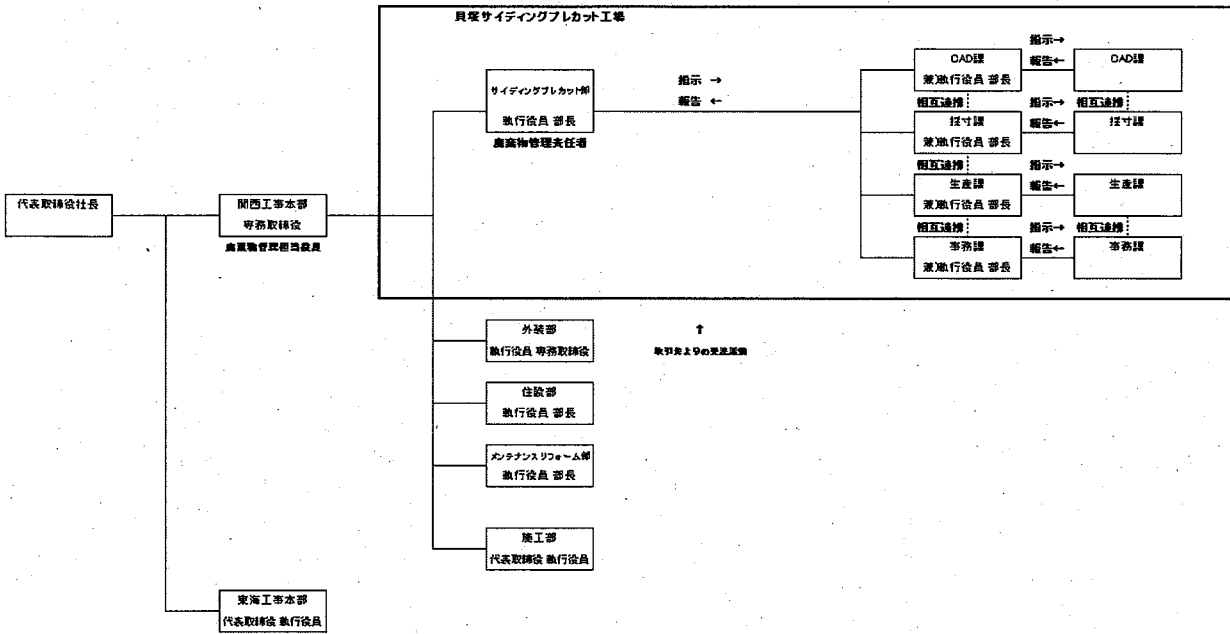 貝塚サイディングプレカット工場
サイディングプレカット部
執行役員 部長
廃棄物管理責任者
指示 →
報告 ←
CAD課
兼)執行役員 部長
指示→
報告←
CAD課
相互連携
相互連携
採寸課
兼)執行役員 部長
指示→
報告←
採寸課
相互連携
生産課
兼)執行役員 部長
指示→
報告←
生産課
相互連携
相互連携
事務課
兼)執行役員 部長
指示→
報告←
事務課
代表取締役社長
関西工事本部
専務取締役
廃棄物管理担当役員
外装部
執行役員 専務取締役
↑
住設部
執行役員 部長
メンテナンスリフォーム部
執行役員 部長
施工部
代表取締役 執行役員
東海工事本部
代表取締役 執行役員